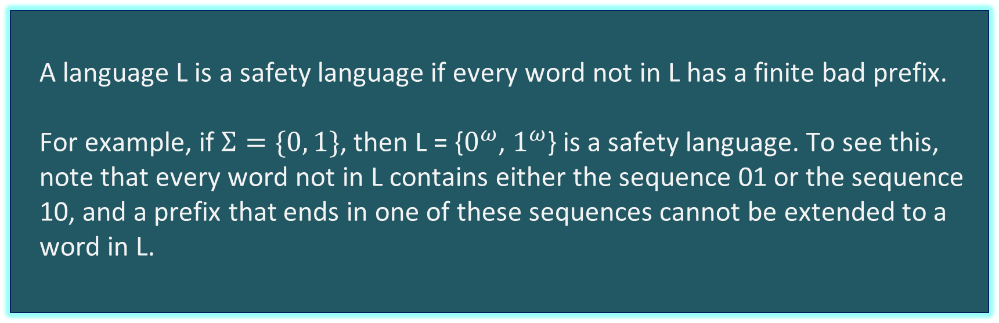 A language L is a safety language if every word not in L has a finite bad prefix.
For example, if Σ = {0, 1}, then L = {0^ω, 1^ω} is a safety language. To see this,
note that every word not in L contains either the sequence 01 or the sequence
10, and a prefix that ends in one of these sequences cannot be extended to a
word in L.